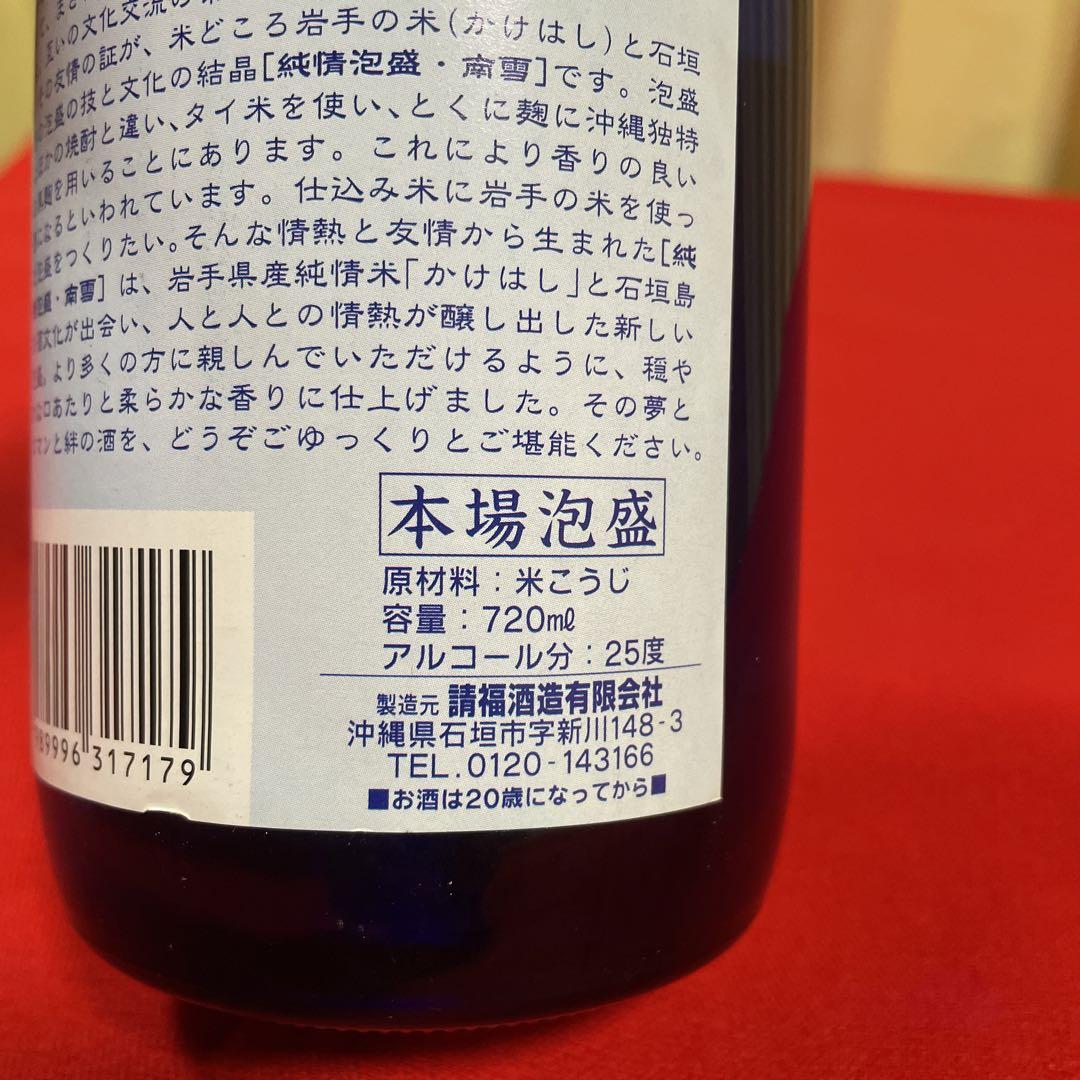 互いの文化交流の
の友情の証が、米どころ岩手の米(かけはし)と石垣
の泡盛の技と文化の結晶[純情泡盛・南雪]です。泡盛
ほかの焼酎と違い、タイ米を使い、とくに麹に沖縄独特
麹を用いることにあります。これにより香りの良い
になるといわれています。仕込み米に岩手の米を使っ
盛をつくりたい。そんな情熱と友情から生まれた[純
泡盛・南雪]は、岩手県産純情米「かけはし」と石垣島
文化が出会い、人と人との情熱が醸し出した新しい
盛。より多くの方に親しんでいただけるように、穏や
な口あたりと柔らかな香りに仕上げました。その夢と
マンと絆の酒を、どうぞごゆっくりとご堪能ください。
本場泡盛
原材料：米こうじ
容量：720㎖
アルコール分：25度
製造元 請福酒造有限会社
沖縄県石垣市字新川148-3
TEL.0120-143166
■お酒は20歳になってから■
89996 317179